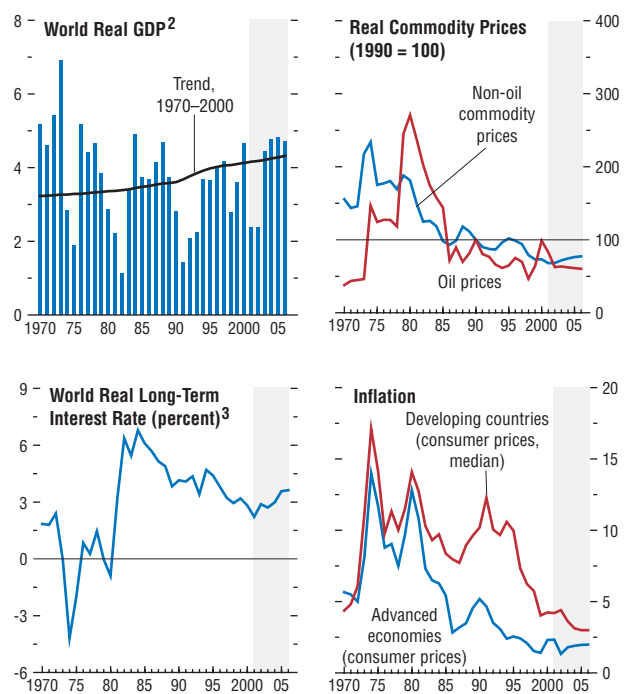 World Real GDP2
8
6
4
2
0
Trend,
1970–2000
1970 75 80 85 90 95 2000 05
Real Commodity Prices
(1990 = 100)
400
300
200
100
0
Non-oil
commodity
prices
Oil prices
1970 75 80 85 90 95 2000 05
World Real Long-Term
Interest Rate (percent)3
9
6
3
0
-3
-6
1970 75 80 85 90 95 2000 05
Inflation
20
15
10
5
0
Developing countries
(consumer prices,
median)
Advanced
economies
(consumer prices)
1970 75 80 85 90 95 2000 05